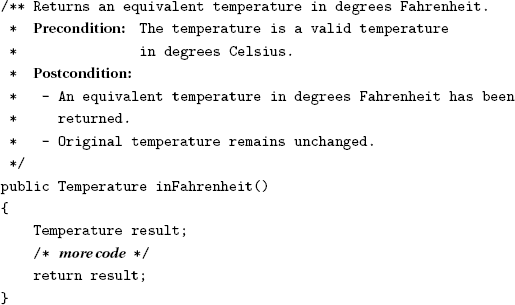 /** Returns an equivalent temperature in degrees Fahrenheit.
 *  Precondition:  The temperature is a valid temperature
 *                 in degrees Celsius.
 *  Postcondition:
 *   - An equivalent temperature in degrees Fahrenheit has been
 *     returned.
 *   - Original temperature remains unchanged.
 */
public Temperature inFahrenheit()
{
    Temperature result;
    /* more code */
    return result;
}